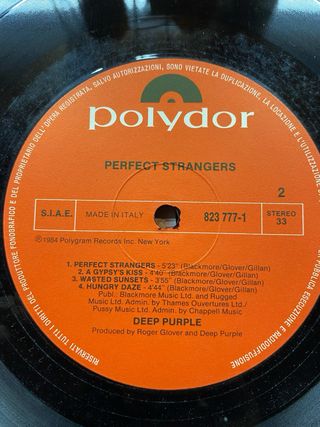 PROPRIETARIO DELL'OPERA REGISTRATA. SALVO AUTORIZZAZIONI, SONO VIETATE LA DUPLICAZIONE, LA LOCAZIONE E L'UTILIZZAZIONE
polydor
PERFECT STRANGERS
2
S.I.A.E. MADE IN ITALY 823 777-1 STEREO
33
℗1984 Polygram Records Inc. New York
1. PERFECT STRANGERS - 5'23" (Blackmore/Glover/Gillan)
2. A GYPSY'S KISS - 4'40" (Blackmore/Glover/Gillan)
3. WASTED SUNSETS - 3'55" (Blackmore/Glover/Gillan)
4. HUNGRY DAZE - 4'44" (Blackmore/Glover/Gillan)
Publ. Blackmore Music Ltd. and Rugged
Music Ltd. Admin. by Thames Ouvertures Ltd./
Pussy Music Ltd. Admin. by Chappell Music
DEEP PURPLE
Produced by Roger Glover and Deep Purple
RISERVATI TUTTI I DIRITTI DEL PRODUTTORE FONOGRAFICO E DEL
PUBBLICA ESECUZIONE E RADIODIFFUSIONE